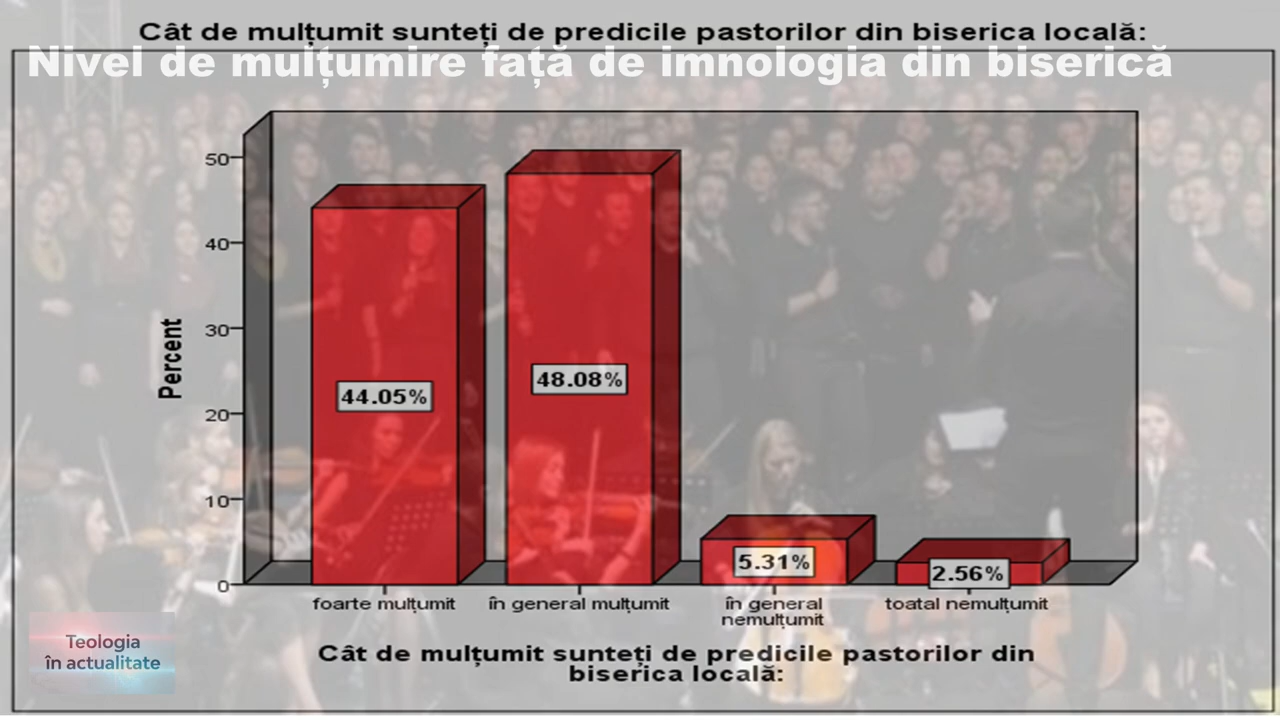 Cât de mulțumit sunteți de predicile pastorilor din biserica locală:
Nivel de mulțumire față de imnologia din biserică
50
40
30
20
10
0
Percent
44.05%
48.08%
5.31%
2.56%
foarte mulțumit
în general mulțumit
în general
nemulțumit
toatal nemulțumit
Cât de mulțumit sunteți de predicile pastorilor din
biserica locală:
Teologia
în actualitate